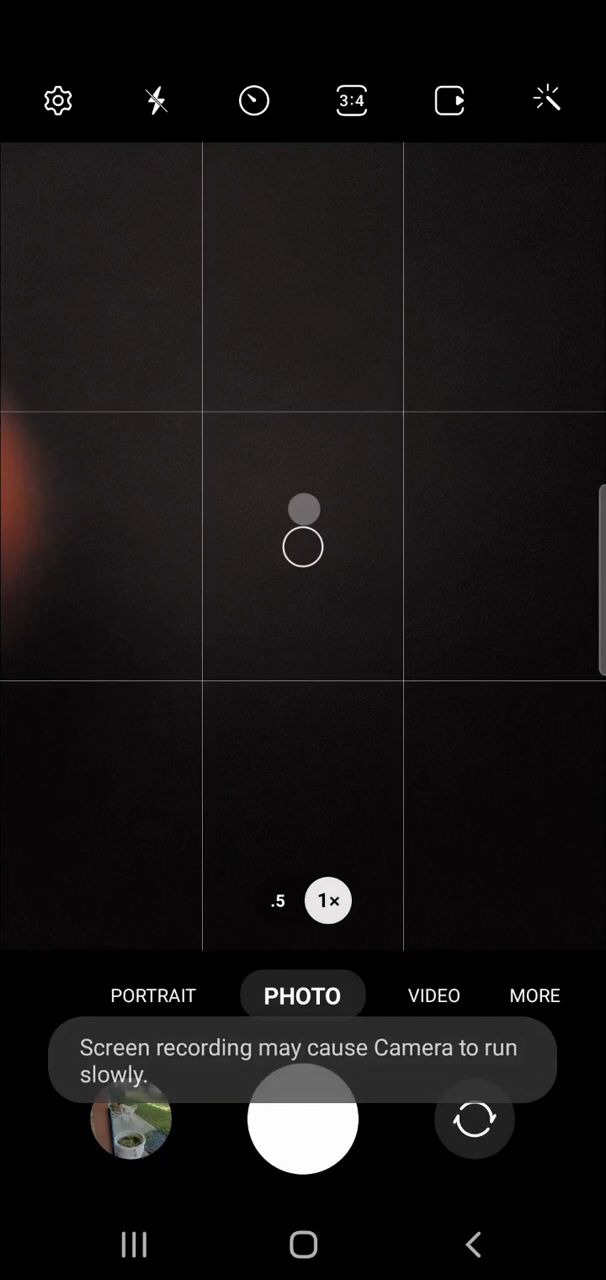 3:4
.5
1×
PORTRAIT
PHOTO
VIDEO
MORE
Screen recording may cause Camera to run
slowly.